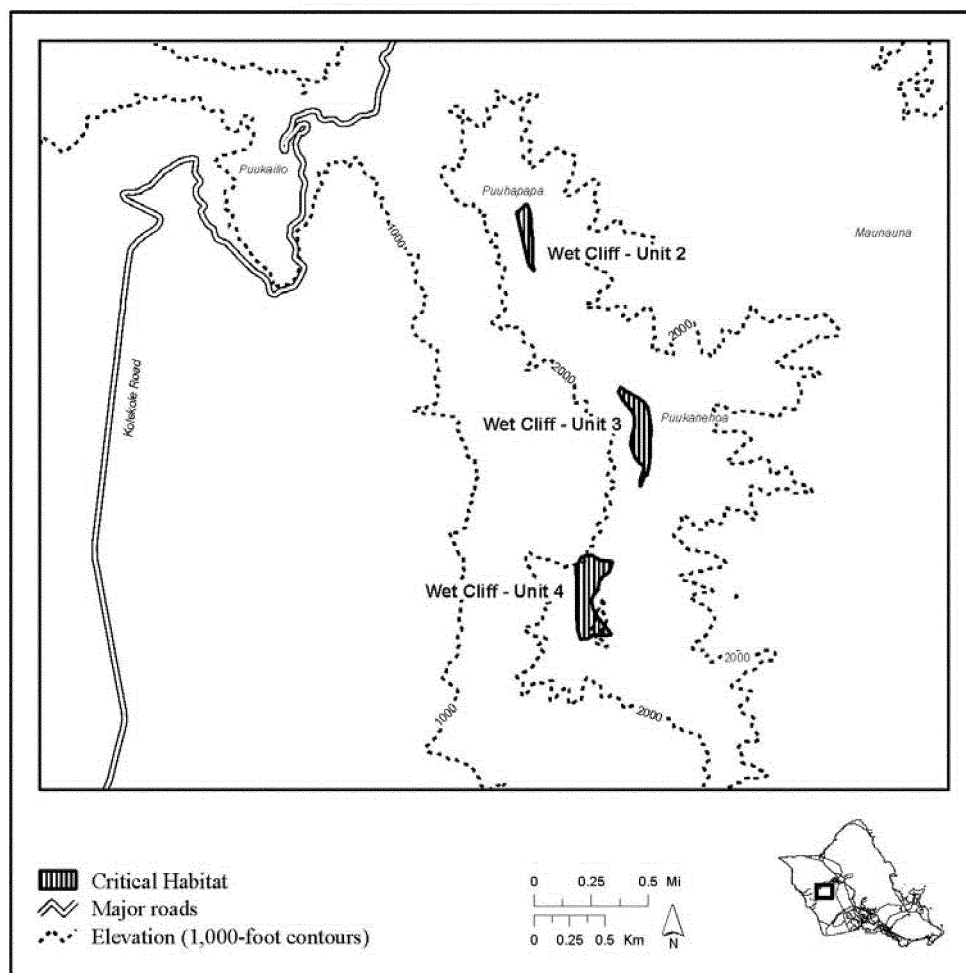 Puukailio
Puuhapapa
1000
Maunauna
Wet Cliff - Unit 2
2000
2000
Kolekole Road
Wet Cliff - Unit 3
Puukanehoa
Wet Cliff - Unit 4
2000
1000
2000
Critical Habitat
Major roads
Elevation (1,000-foot contours)
0 0.25 0.5 Mi
0 0.25 0.5 Km
N